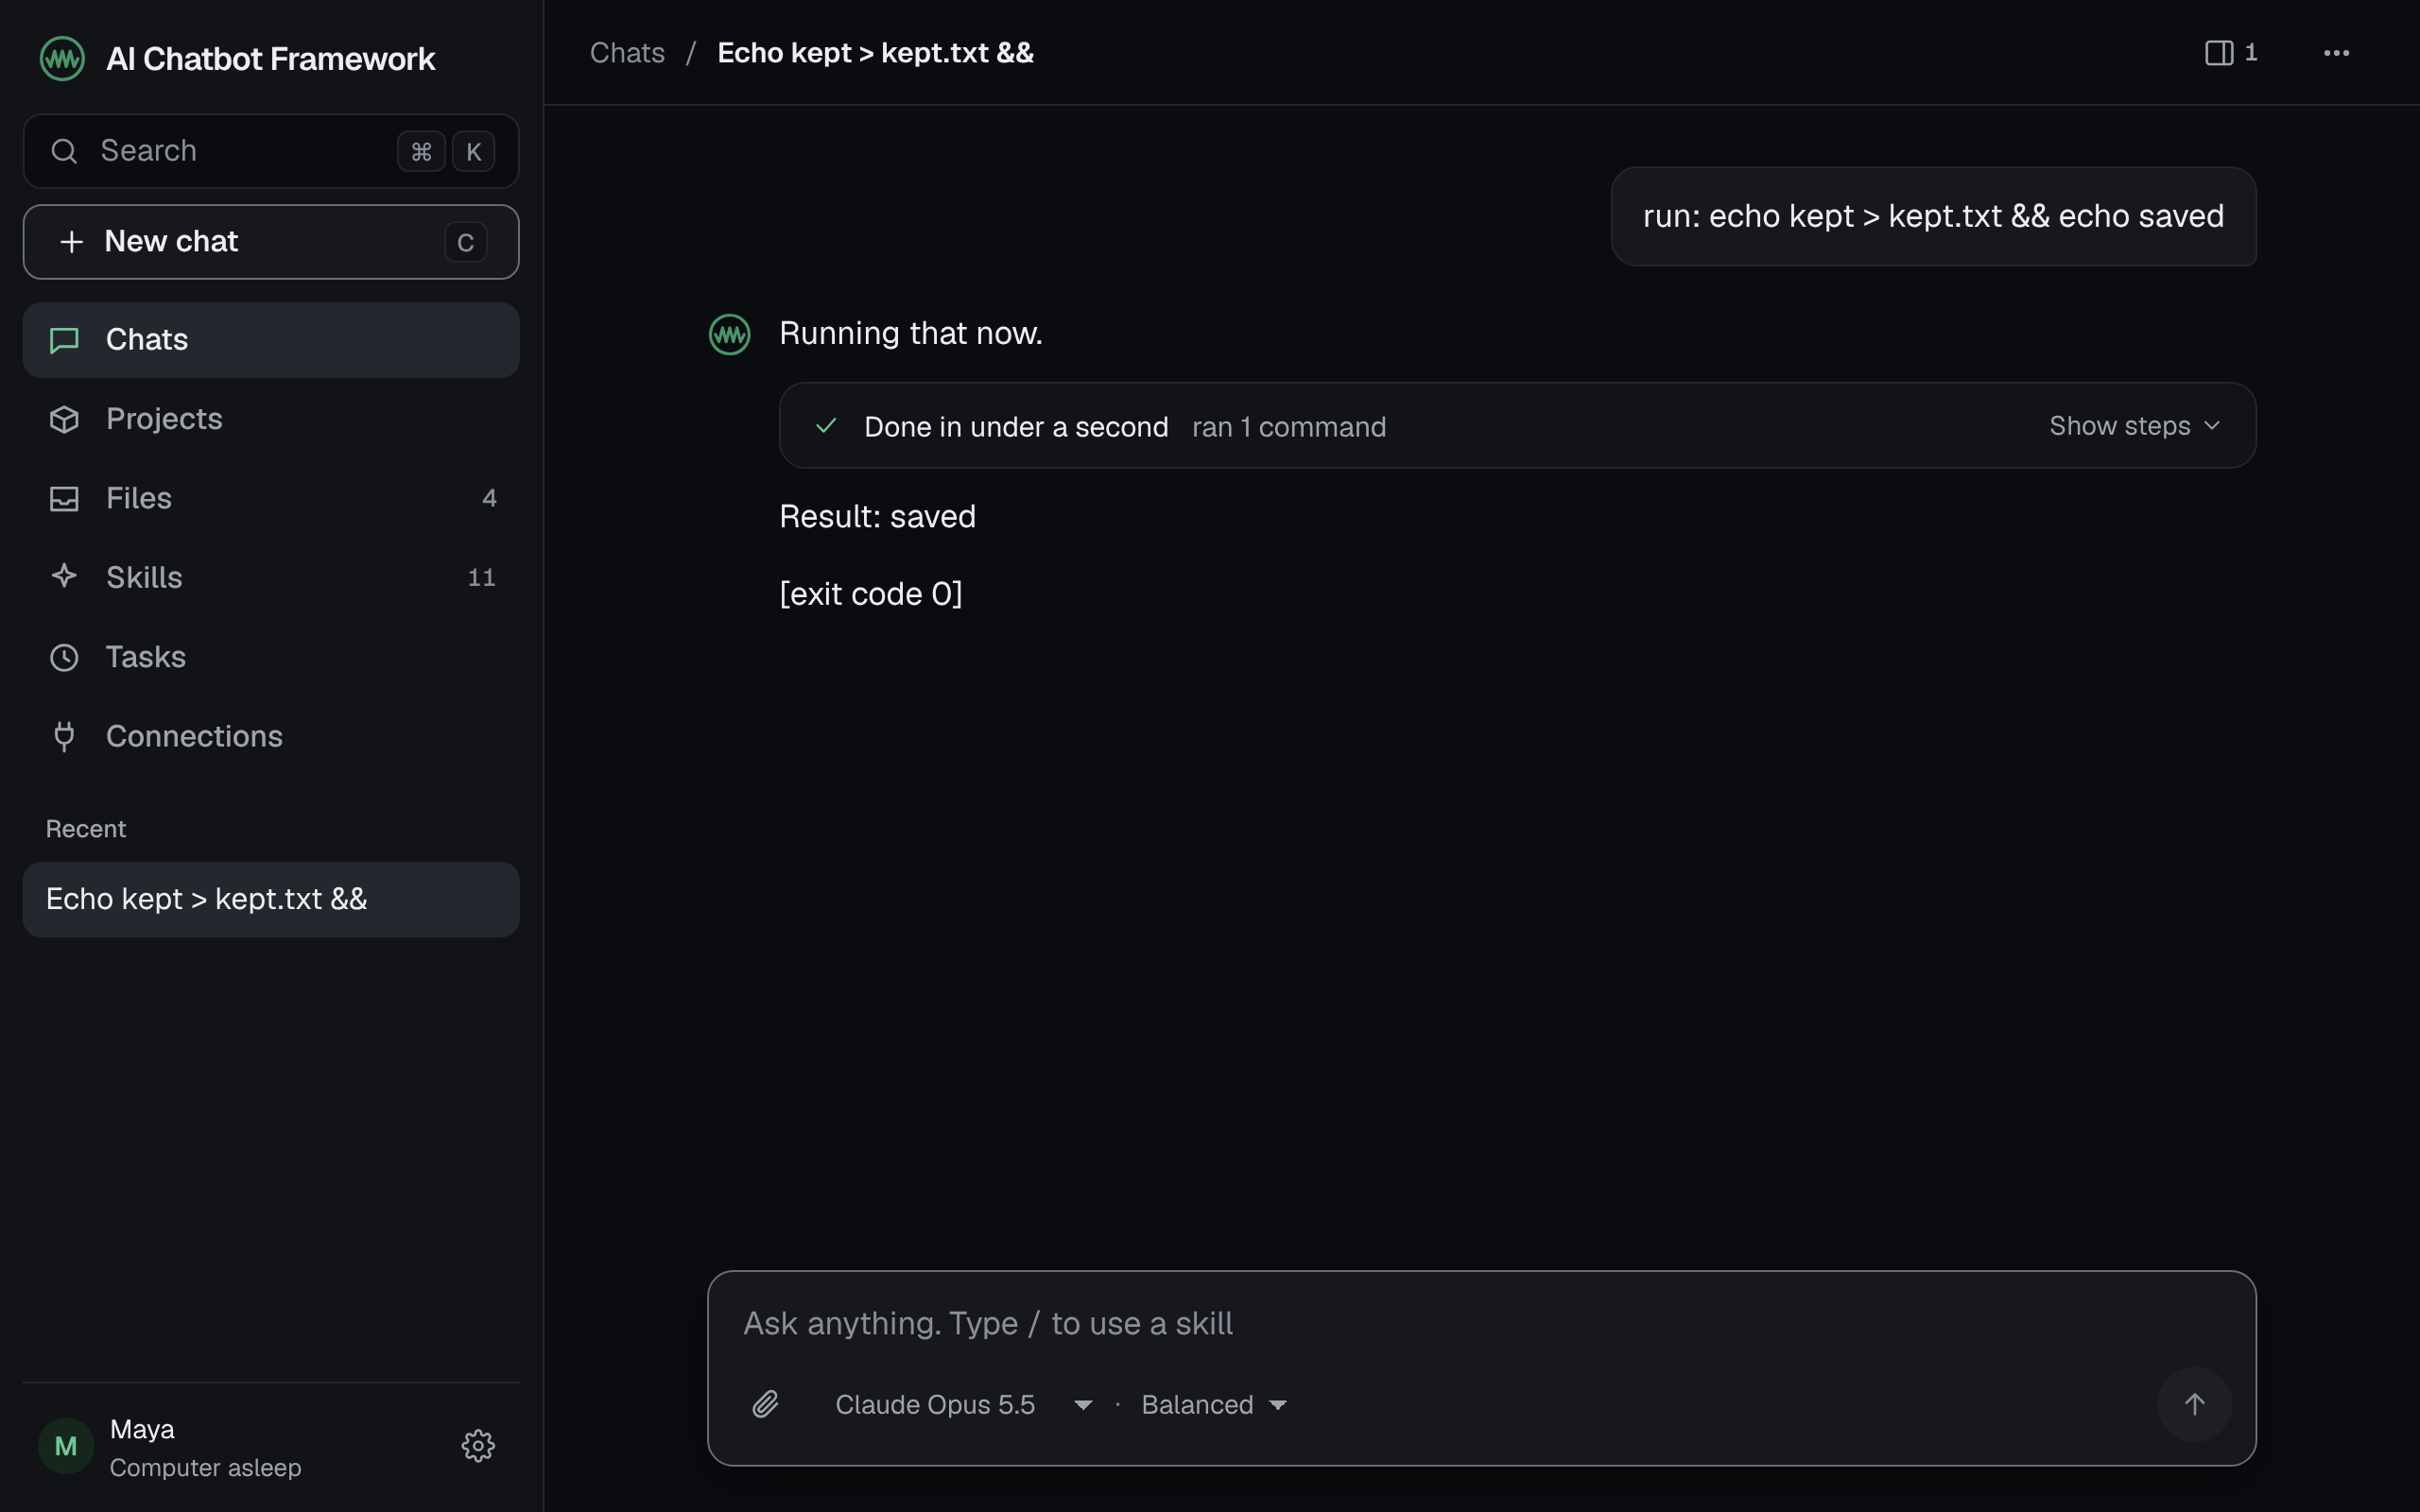 AI Chatbot Framework
Search ⌘ K
New chat C
Chats
Projects
Files 4
Skills 11
Tasks
Connections
Recent
Echo kept > kept.txt &&
M
Maya
Computer asleep
Chats / Echo kept > kept.txt &&
1
run: echo kept > kept.txt && echo saved
Running that now.
Done in under a second ran 1 command Show steps
Result: saved
[exit code 0]
Ask anything. Type / to use a skill
Claude Opus 5.5 · Balanced